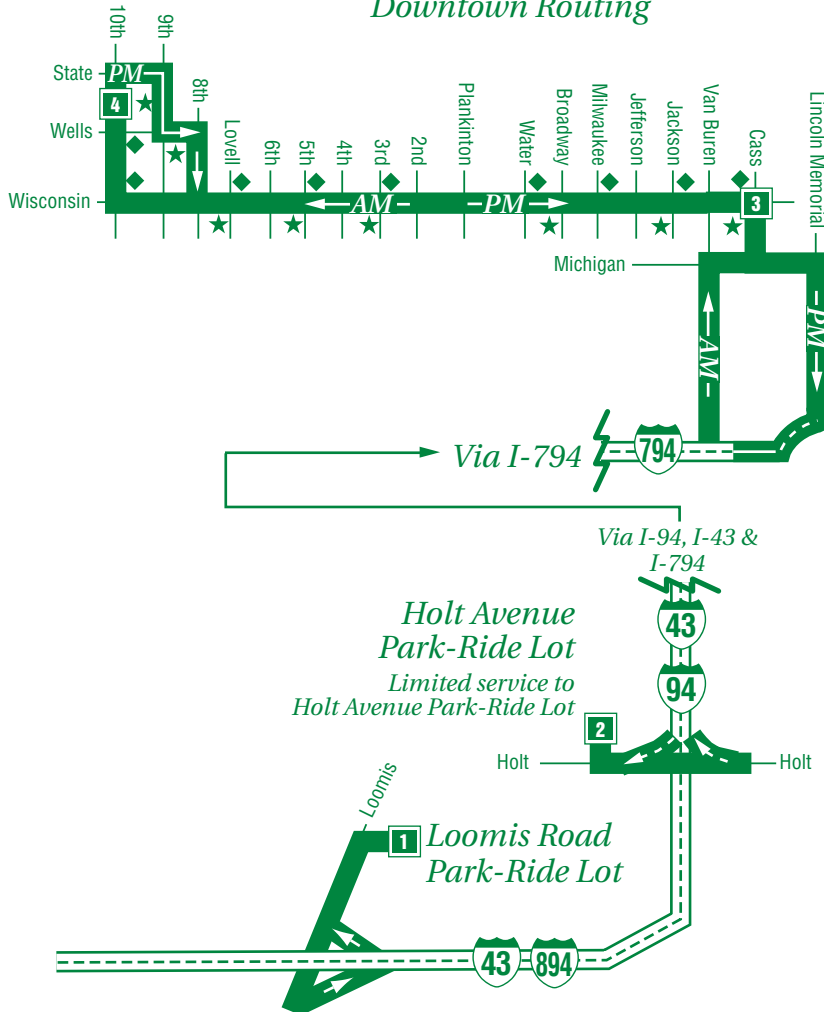 Downtown Routing
10th
9th
State
PM
4
8th
Wells
Lovell
6th
5th
4th
3rd
2nd
Plankinton
Water
Broadway
Milwaukee
Jefferson
Jackson
Van Buren
Cass
Lincoln Memorial
Wisconsin
AM
PM
3
Michigan
AM
PM
Via I-794
794
Via I-94, I-43 &
I-794
43
94
Holt Avenue
Park-Ride Lot
Limited service to
Holt Avenue Park-Ride Lot
2
Holt
Holt
Loomis
1
Loomis Road
Park-Ride Lot
43
894